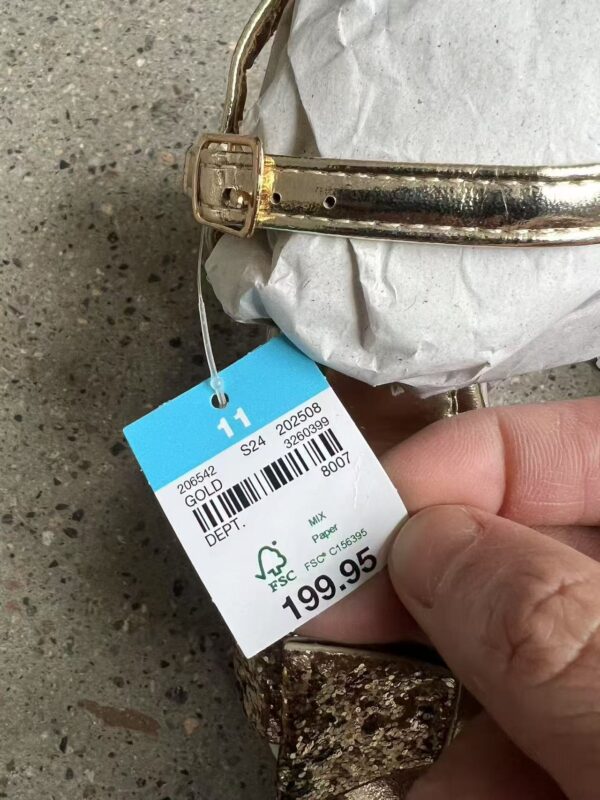 11
206542 S24 202508
GOLD 3260399
8007
DEPT.
MIX
Paper
FSC FSC® C156395
199.95